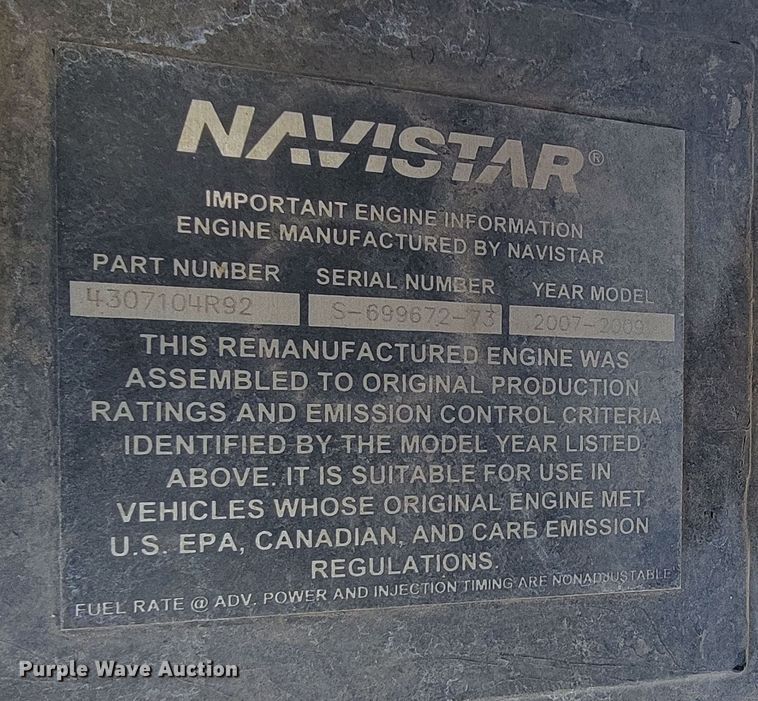 NAVISTAR®
IMPORTANT ENGINE INFORMATION
ENGINE MANUFACTURED BY NAVISTAR
PART NUMBER SERIAL NUMBER YEAR MODEL
4307104R92 S-699672-73 2007-2009
THIS REMANUFACTURED ENGINE WAS
ASSEMBLED TO ORIGINAL PRODUCTION
RATINGS AND EMISSION CONTROL CRITERIA
IDENTIFIED BY THE MODEL YEAR LISTED
ABOVE. IT IS SUITABLE FOR USE IN
VEHICLES WHOSE ORIGINAL ENGINE MET
U.S. EPA, CANADIAN, AND CARB EMISSION
REGULATIONS.
FUEL RATE @ ADV. POWER AND INJECTION TIMING ARE NONADJUSTABLE
Purple Wave Auction